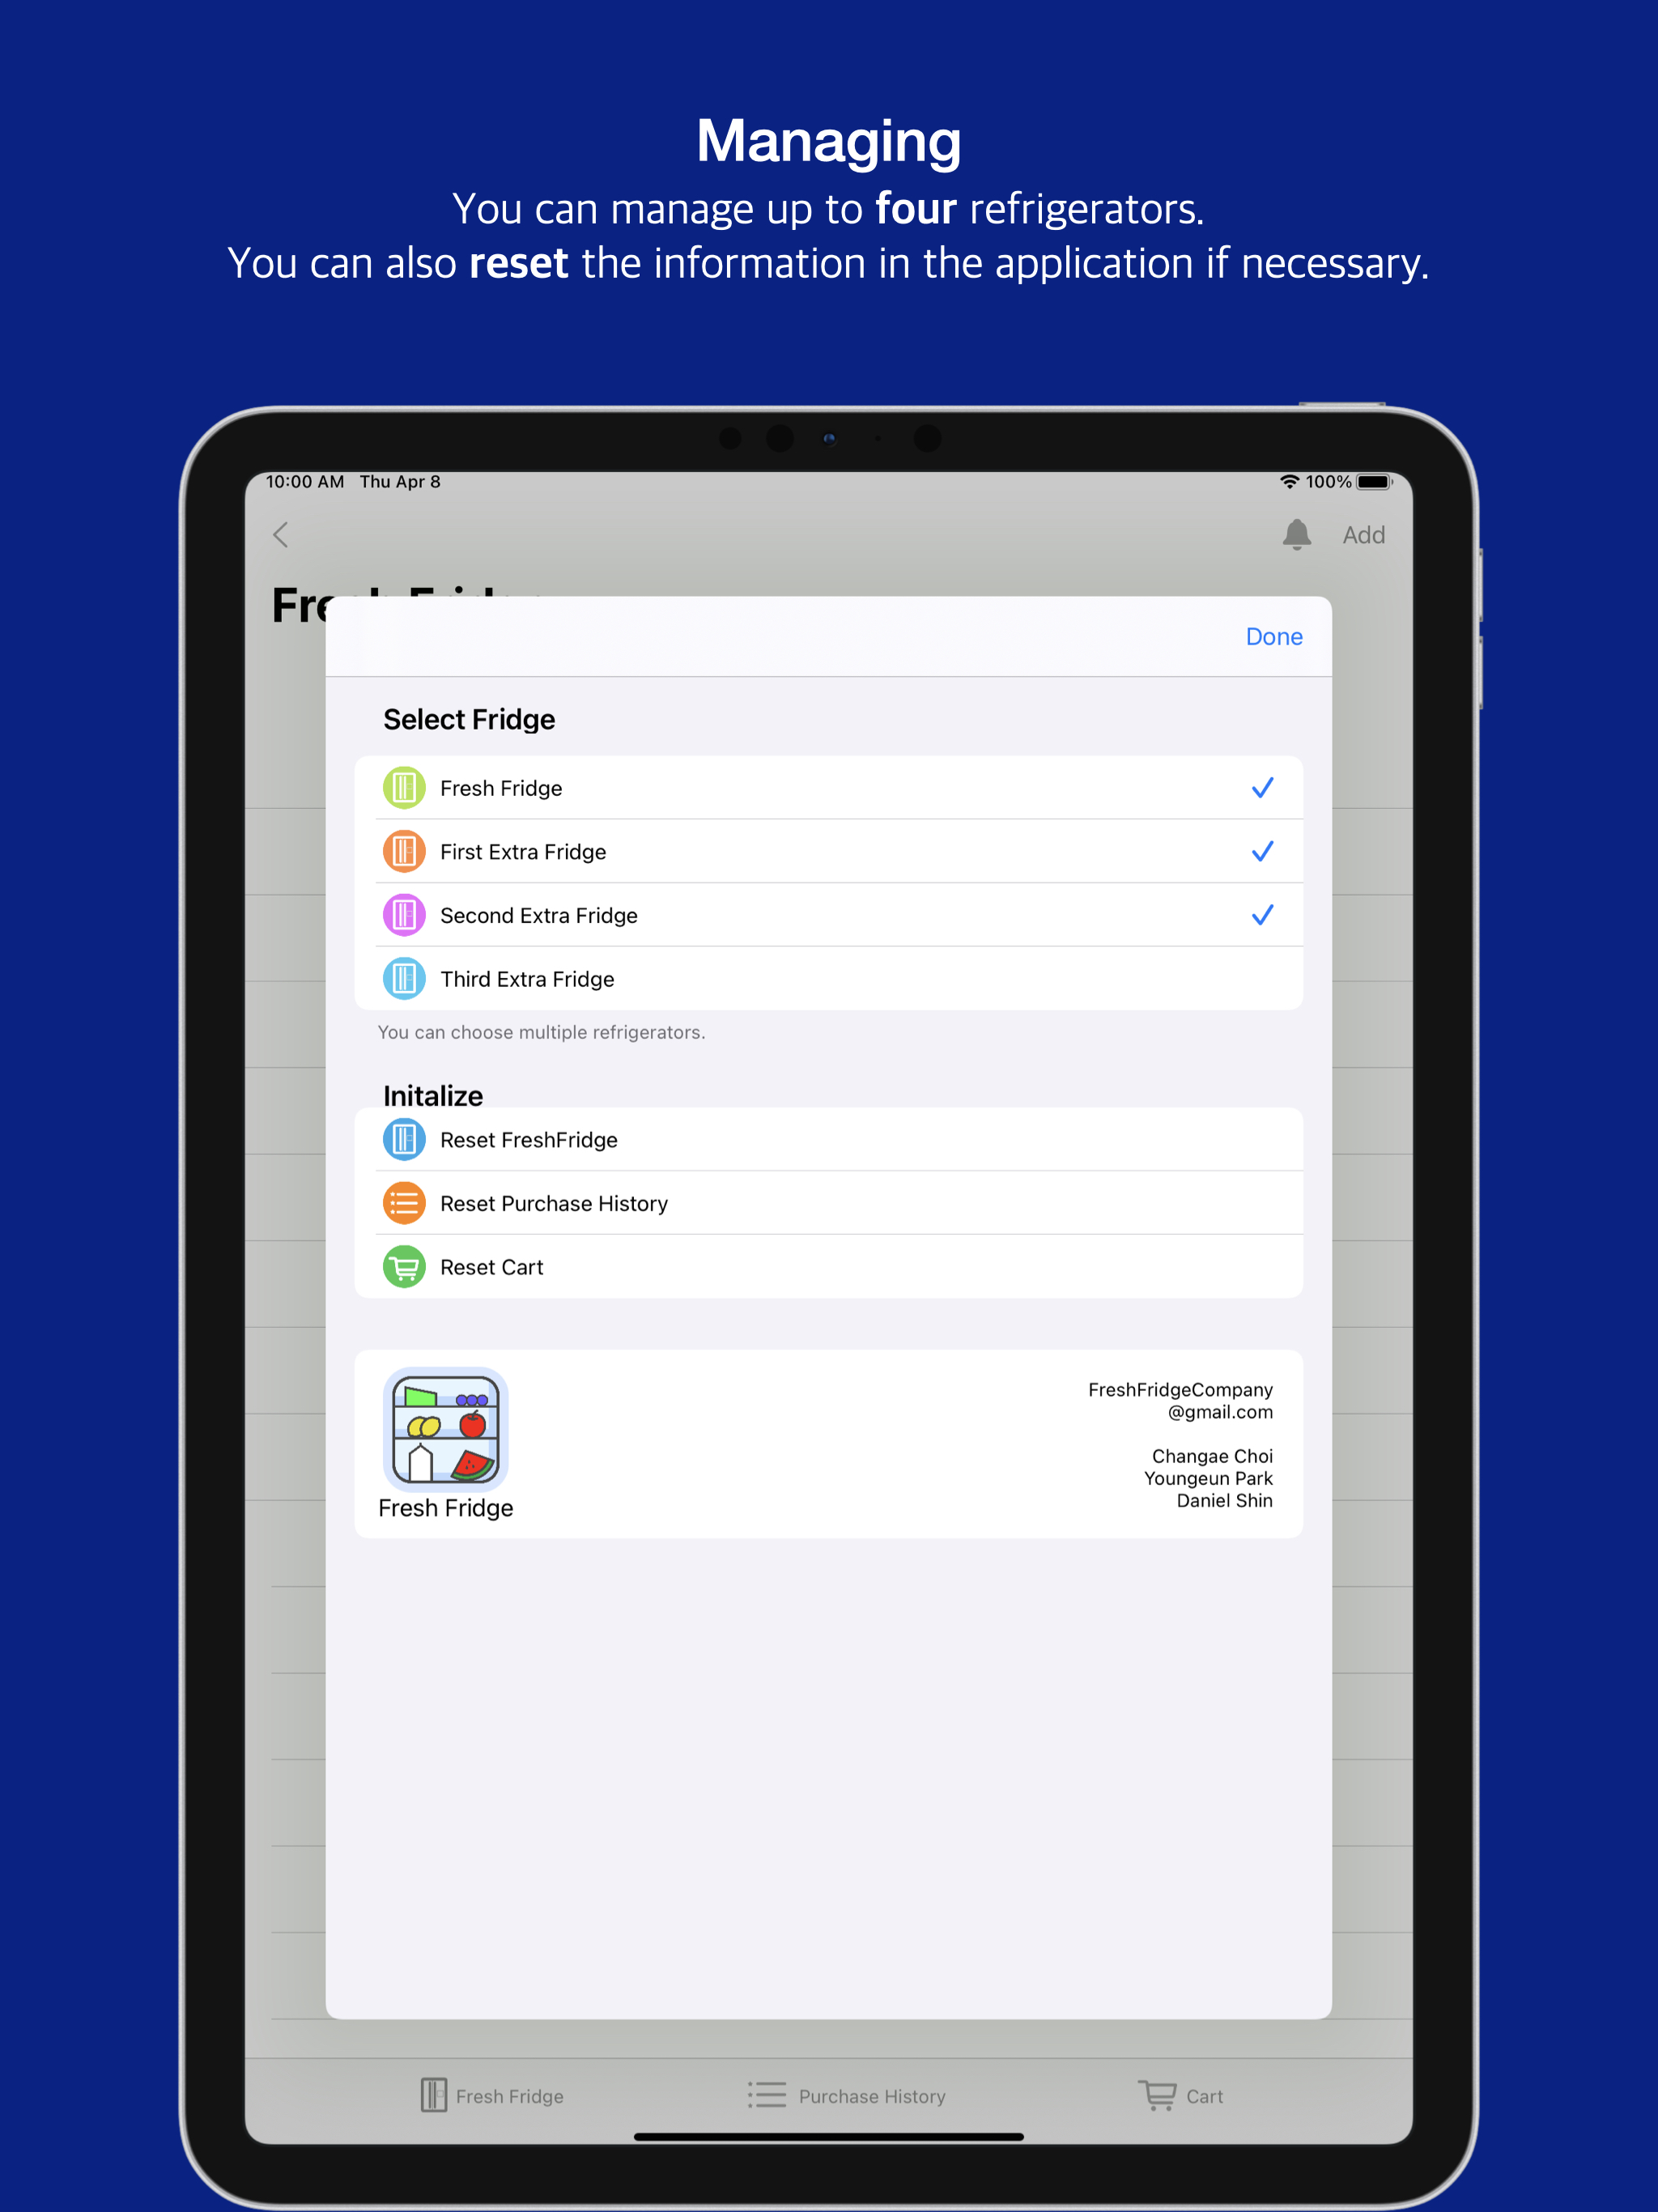 Managing
You can manage up to four refrigerators.
You can also reset the information in the application if necessary.
10:00 AM Thu Apr 8
100%
Add
Done
Select Fridge
Fresh Fridge
First Extra Fridge
Second Extra Fridge
Third Extra Fridge
You can choose multiple refrigerators.
Initalize
Reset FreshFridge
Reset Purchase History
Reset Cart
FreshFridgeCompany
@gmail.com
Changae Choi
Youngeun Park
Daniel Shin
Fresh Fridge
Fresh Fridge
Purchase History
Cart